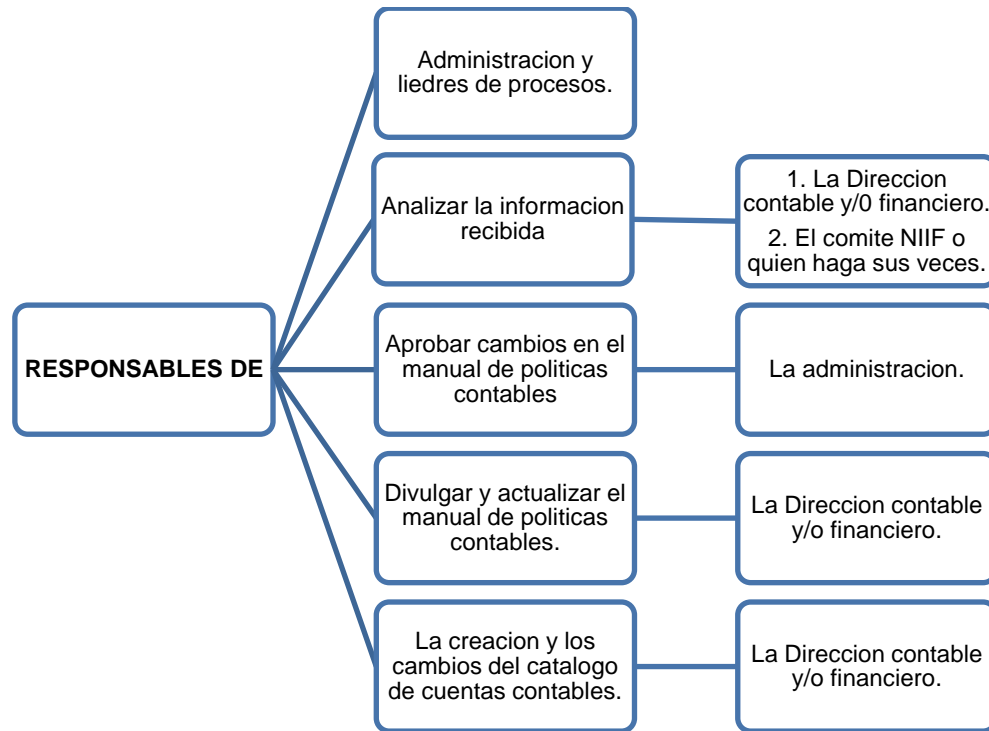 RESPONSABLES DE
Administracion y
liedres de procesos.
Analizar la informacion
recibida
1. La Direccion
contable y/0 financiero.
2. El comite NIIF o
quien haga sus veces.
Aprobar cambios en el
manual de politicas
contables
La administracion.
Divulgar y actualizar el
manual de politicas
contables.
La Direccion contable
y/o financiero.
La creacion y los
cambios del catalogo
de cuentas contables.
La Direccion contable
y/o financiero.